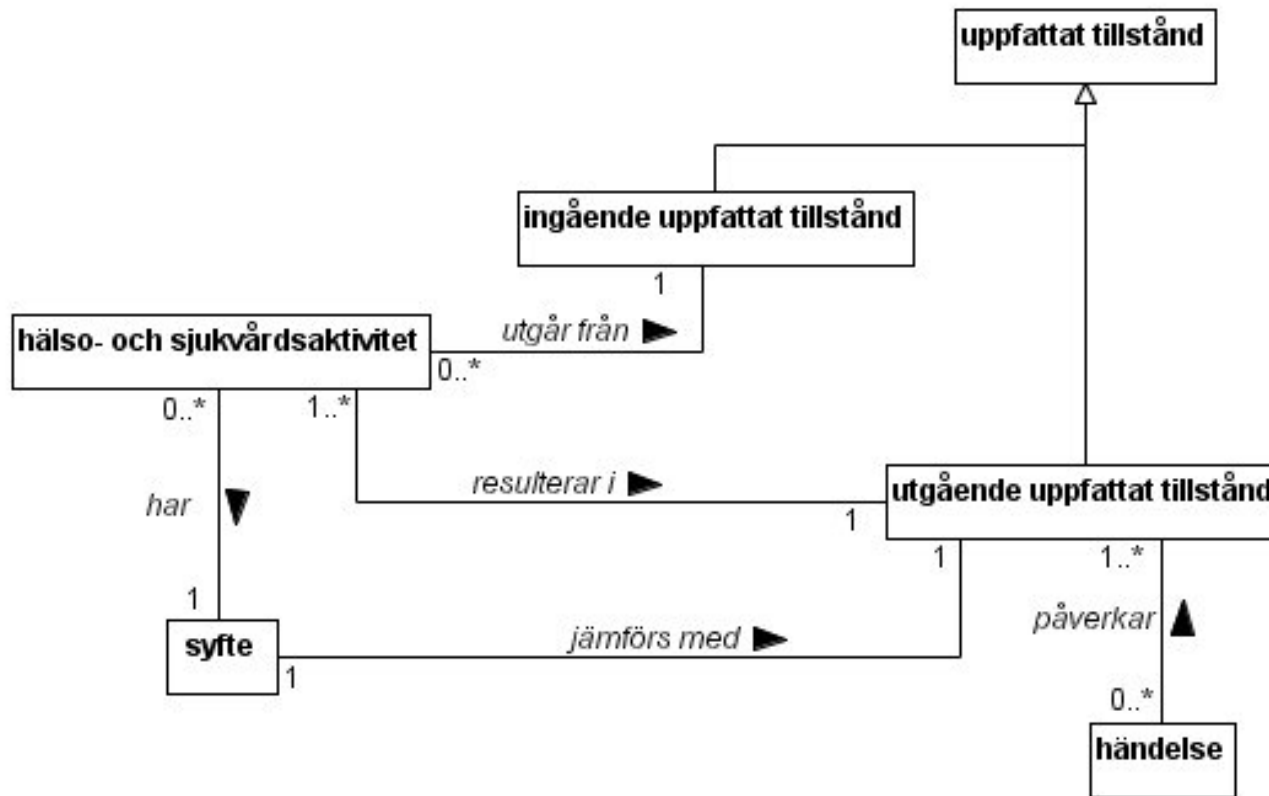 uppfattat tillstånd
ingående uppfattat tillstånd
1
hälso- och sjukvårdsaktivitet
utgår från
0..*
0..*
1..*
har
resulterar i
utgående uppfattat tillstånd
1
1
1..*
1
påverkar
syfte
jämförs med
1
0..*
händelse